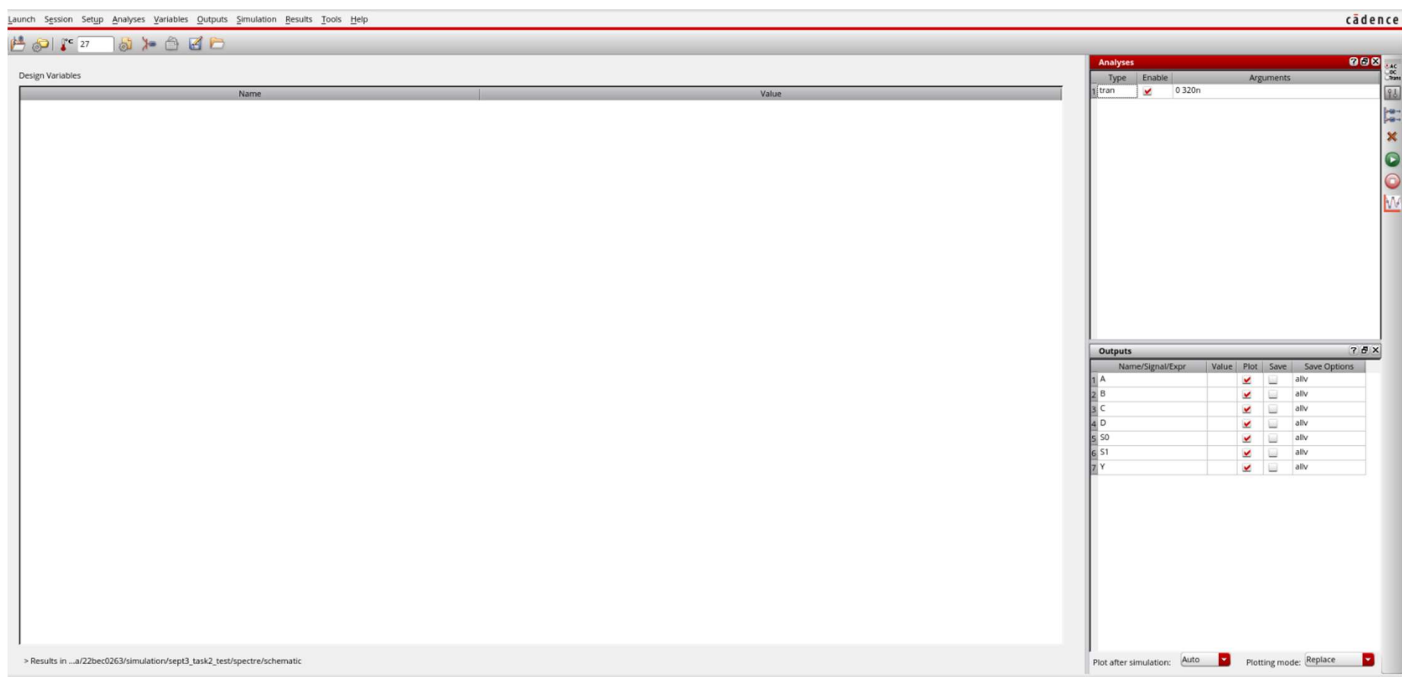 Launch Session Setup Analyses Variables Outputs Simulation Results Tools Help
cādence
°C 27
Design Variables
Name Value
Analyses
Type Enable Arguments
1 tran 0 320n
AC
DC
Trans
Outputs
Name/Signal/Expr Value Plot Save Save Options
1 A allv
2 B allv
3 C allv
4 D allv
5 S0 allv
6 S1 allv
7 Y allv
> Results in ...a/22bec0263/simulation/sept3_task2_test/spectre/schematic
Plot after simulation: Auto Plotting mode: Replace